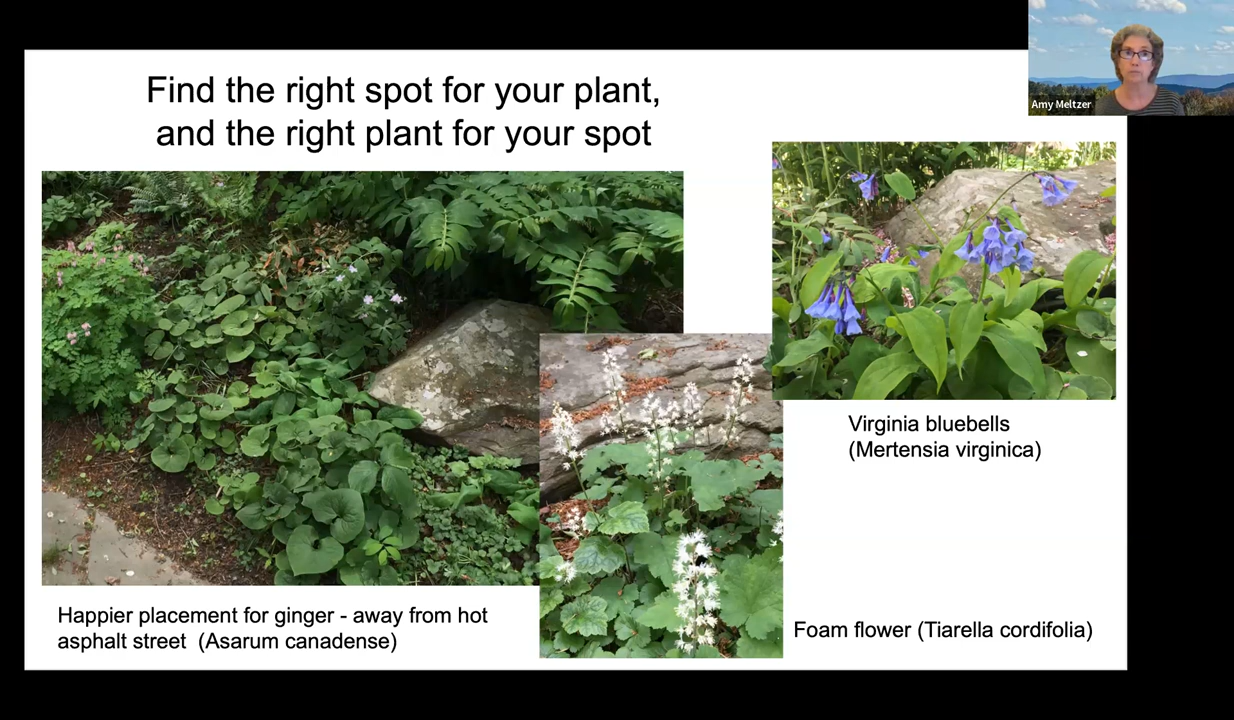 Find the right spot for your plant,
and the right plant for your spot
Amy Meltzer
Virginia bluebells
(Mertensia virginica)
Happier placement for ginger - away from hot
asphalt street (Asarum canadense)
Foam flower (Tiarella cordifolia)